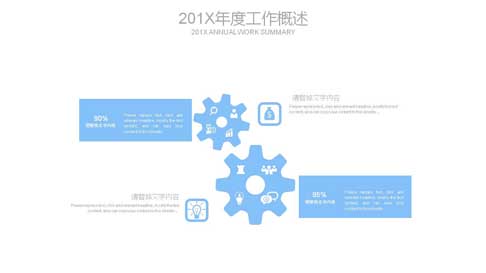 201X年度工作概述
201X ANNUAL WORK SUMMARY
请替换文字内容
Please replace text, click add relevant headline, modify the text
content, also can copy your content to this directly.
90%
请替换文字内容
Please replace text, click add
relevant headline, modify the text
content, also can copy your
content to this directly.
95%
请替换文字内容
Please replace text, click add
relevant headline, modify the text
content, also can copy your
content to this directly.
请替换文字内容
Please replace text, click add relevant headline, modify the text
content, also can copy your content to this directly.